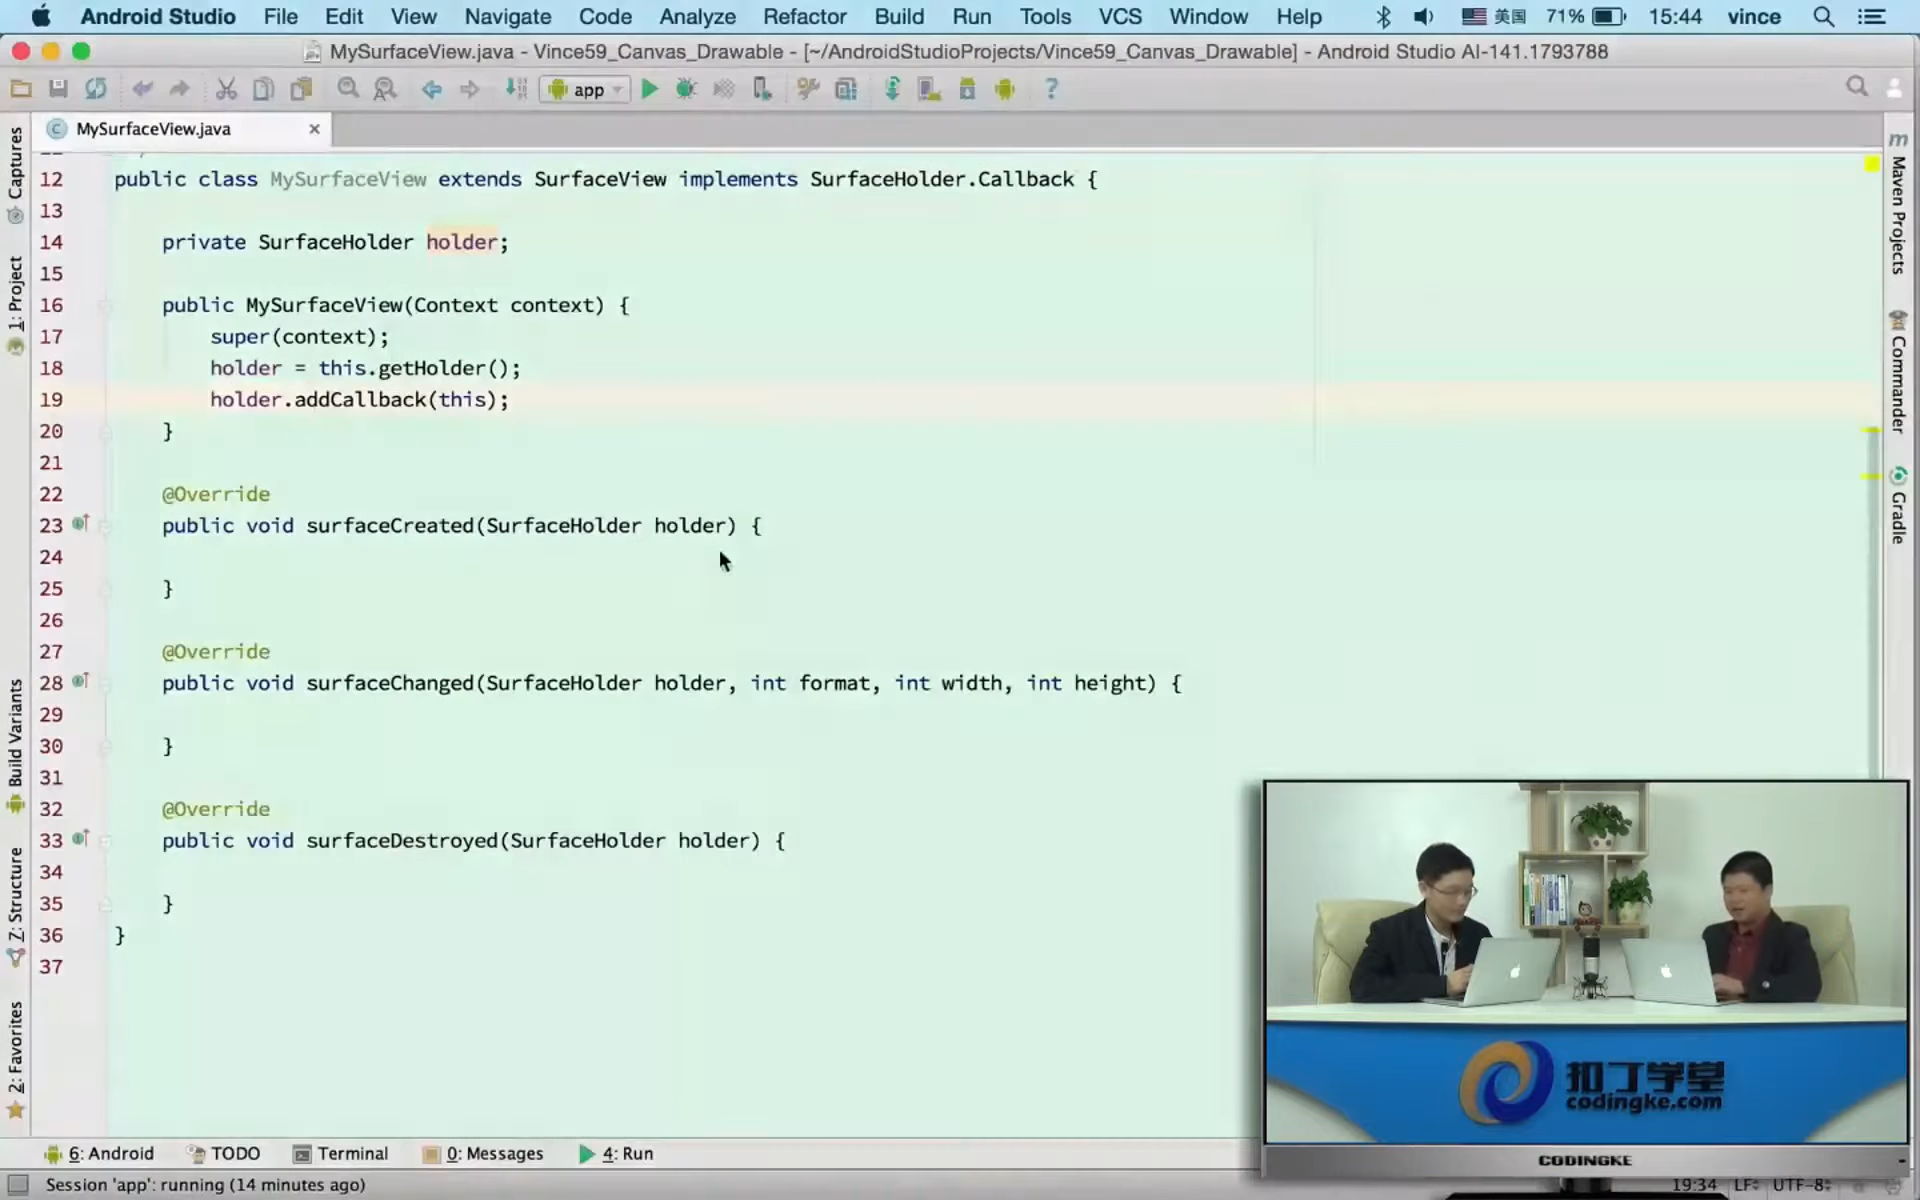 Android Studio File Edit View Navigate Code Analyze Refactor Build Run Tools VCS Window Help 美国 71% 15:44 vince
MySurfaceView.java - Vince59_Canvas_Drawable - [~/AndroidStudioProjects/Vince59_Canvas_Drawable] - Android Studio AI-141.1793788
app
MySurfaceView.java
12 public class MySurfaceView extends SurfaceView implements SurfaceHolder.Callback {
13
14 private SurfaceHolder holder;
15
16 public MySurfaceView(Context context) {
17 super(context);
18 holder = this.getHolder();
19 holder.addCallback(this);
20 }
21
22 @Override
23 public void surfaceCreated(SurfaceHolder holder) {
24
25 }
26
27 @Override
28 public void surfaceChanged(SurfaceHolder holder, int format, int width, int height) {
29
30 }
31
32 @Override
33 public void surfaceDestroyed(SurfaceHolder holder) {
34
35 }
36 }
37
Captures
1: Project
Build Variants
7: Structure
2: Favorites
m
Maven Projects
Commander
Gradle
扣丁学堂
codingke.com
CODINGKE
6: Android TODO Terminal 0: Messages 4: Run
Session 'app': running (14 minutes ago) 19:34 LF UTF-8